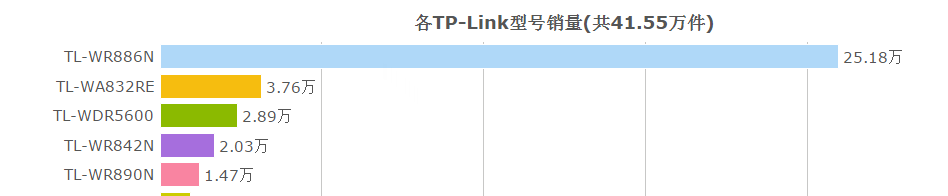 各TP-Link型号销量(共41.55万件)
TL-WR886N 25.18万
TL-WA832RE 3.76万
TL-WDR5600 2.89万
TL-WR842N 2.03万
TL-WR890N 1.47万